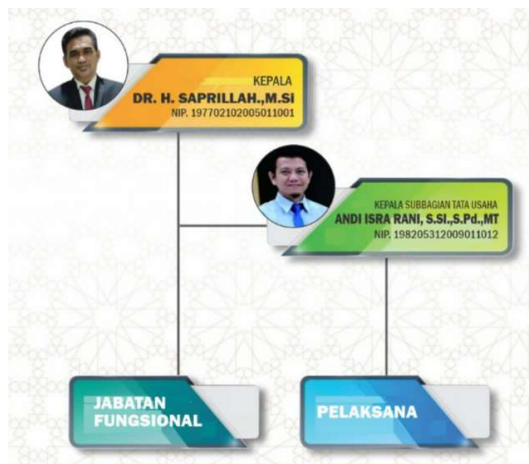 KEPALA
DR. H. SAPRILLAH.,M.SI
NIP. 197702102005011001
KEPALA SUBBAGIAN TATA USAHA
ANDI ISRA RANI, S.SI.,S.Pd.,MT
NIP. 198205312009011012
JABATAN
FUNGSIONAL
PELAKSANA